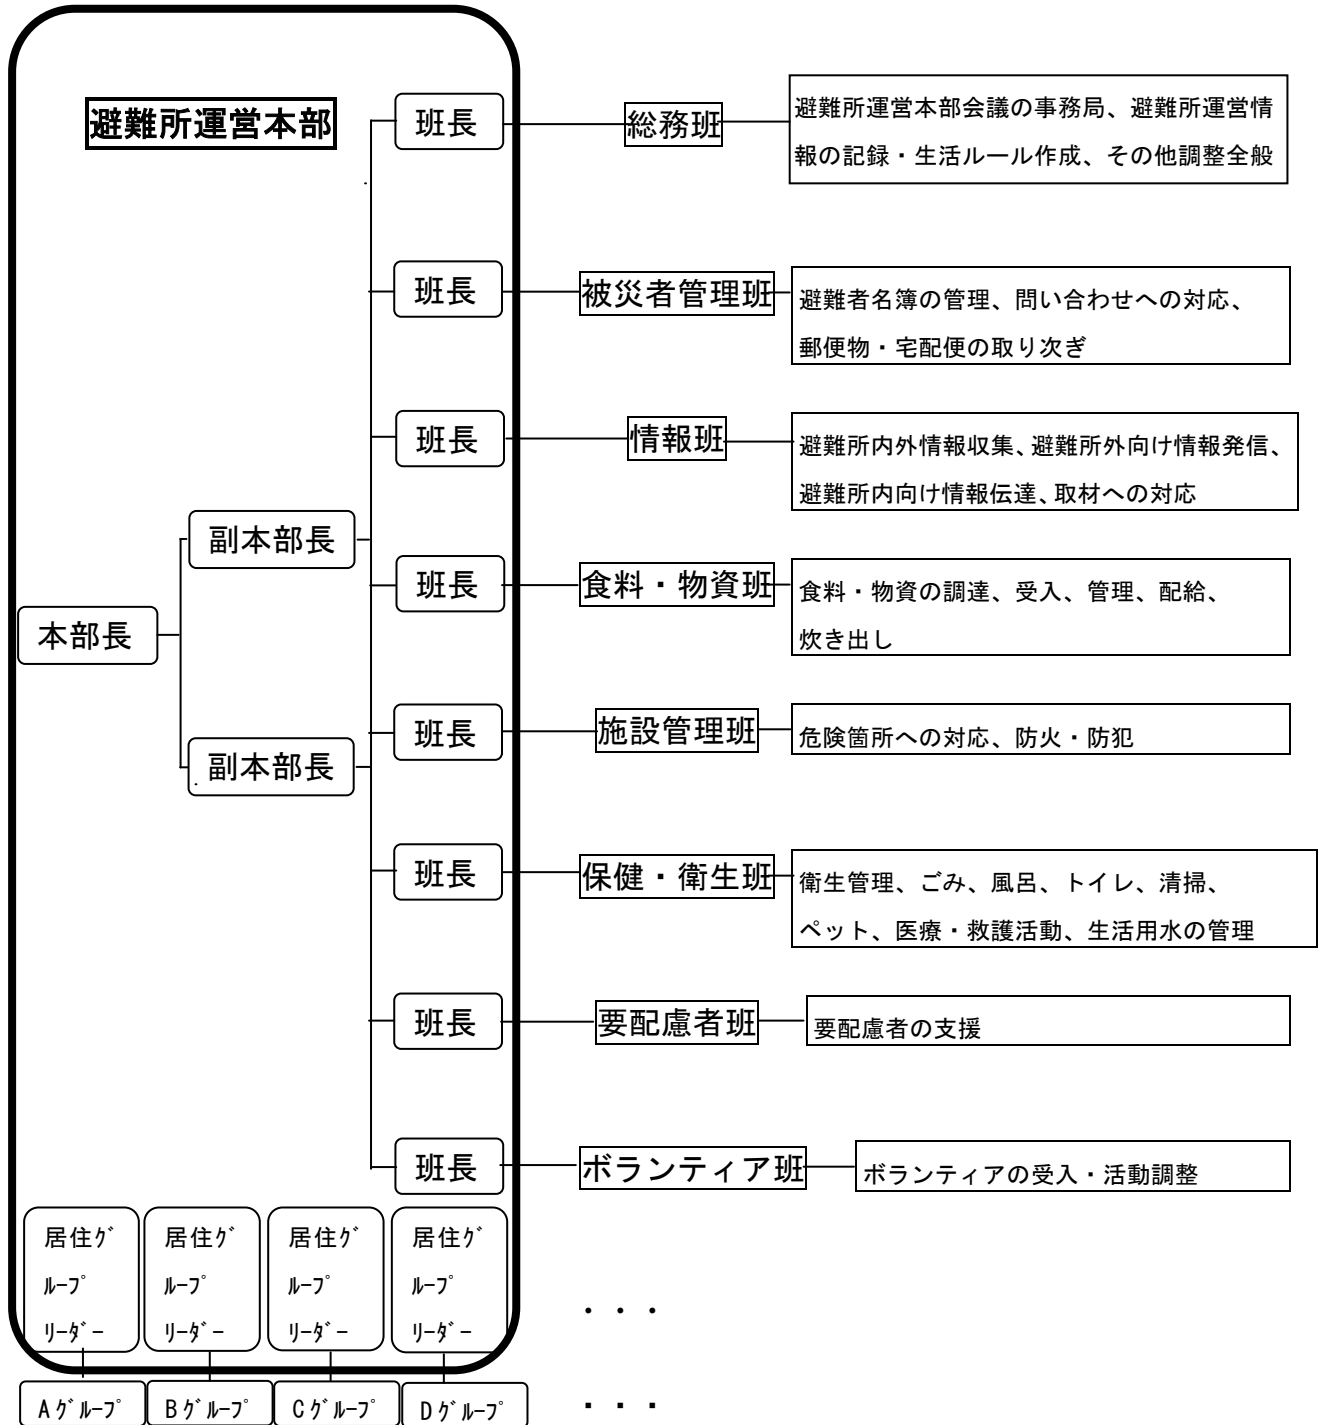 避難所運営本部
班長
総務班
避難所運営本部会議の事務局、避難所運営情
報の記録・生活ルール作成、その他調整全般
班長
被災者管理班
避難者名簿の管理、問い合わせへの対応、
郵便物・宅配便の取り次ぎ
班長
情報班
避難所内外情報収集、避難所外向け情報発信、
避難所内向け情報伝達、取材への対応
副本部長
班長
食料・物資班
食料・物資の調達、受入、管理、配給、
炊き出し
本部長
副本部長
班長
施設管理班
危険箇所への対応、防火・防犯
班長
保健・衛生班
衛生管理、ごみ、風呂、トイレ、清掃、
ペット、医療・救護活動、生活用水の管理
班長
要配慮者班
要配慮者の支援
班長
ボランティア班
ボランティアの受入・活動調整
居住ｸﾞ
ﾙｰﾌﾟ
ﾘｰﾀﾞｰ
居住ｸﾞ
ﾙｰﾌﾟ
ﾘｰﾀﾞｰ
居住ｸﾞ
ﾙｰﾌﾟ
ﾘｰﾀﾞｰ
居住ｸﾞ
ﾙｰﾌﾟ
ﾘｰﾀﾞｰ
・・・
Aｸﾞﾙｰﾌﾟ
Bｸﾞﾙｰﾌﾟ
Cｸﾞﾙｰﾌﾟ
Dｸﾞﾙｰﾌﾟ
・・・